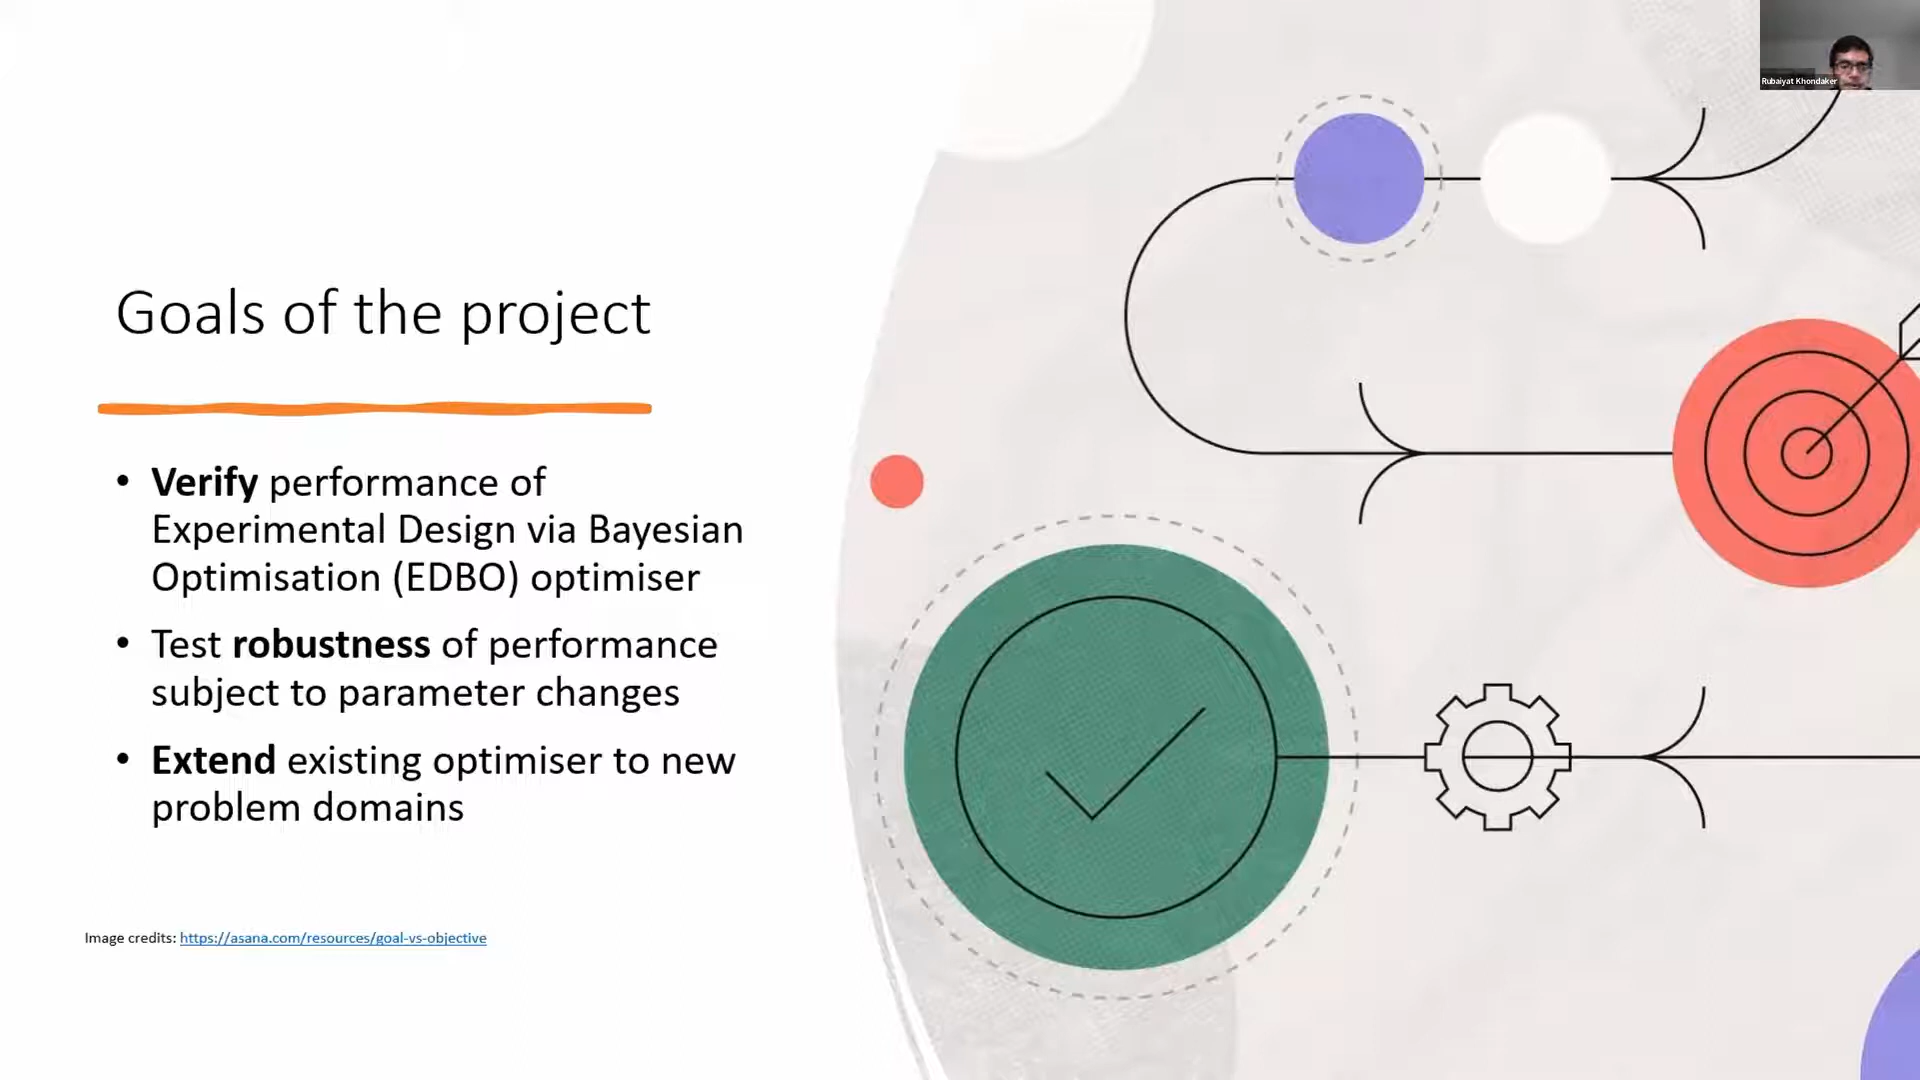 Rubaiyat Khondaker
Goals of the project
• Verify performance of
Experimental Design via Bayesian
Optimisation (EDBO) optimiser
• Test robustness of performance
subject to parameter changes
• Extend existing optimiser to new
problem domains
Image credits: https://asana.com/resources/goal-vs-objective